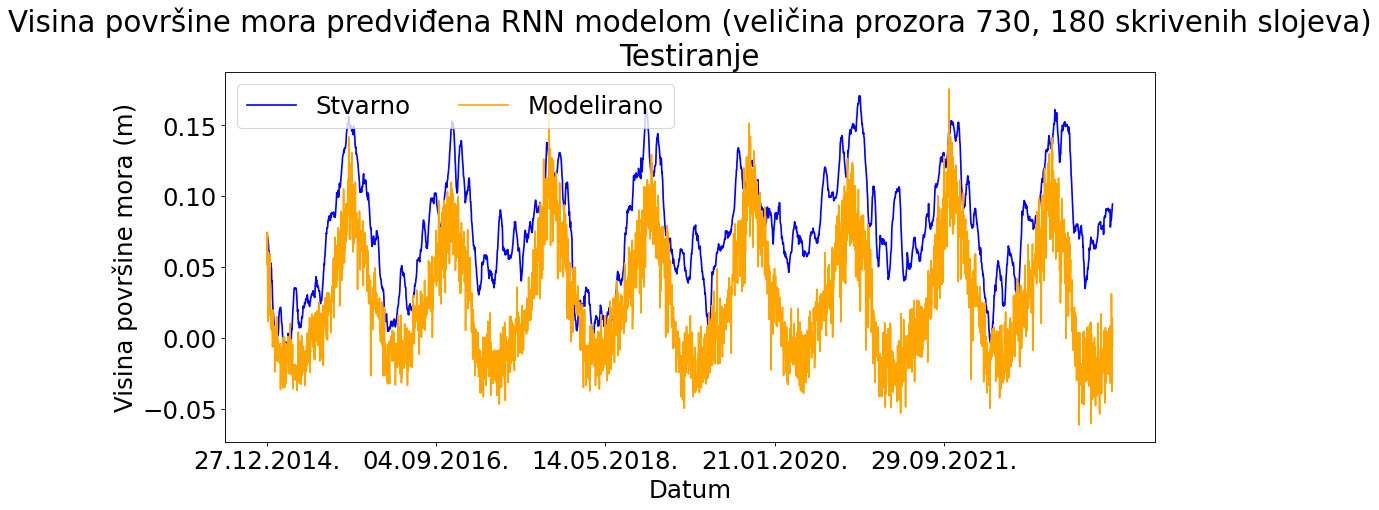 Visina površine mora predviđena RNN modelom (veličina prozora 730, 180 skrivenih slojeva)
Testiranje
Stvarno Modelirano
Visina površine mora (m)
0.15
0.10
0.05
0.00
−0.05
27.12.2014. 04.09.2016. 14.05.2018. 21.01.2020. 29.09.2021.
Datum